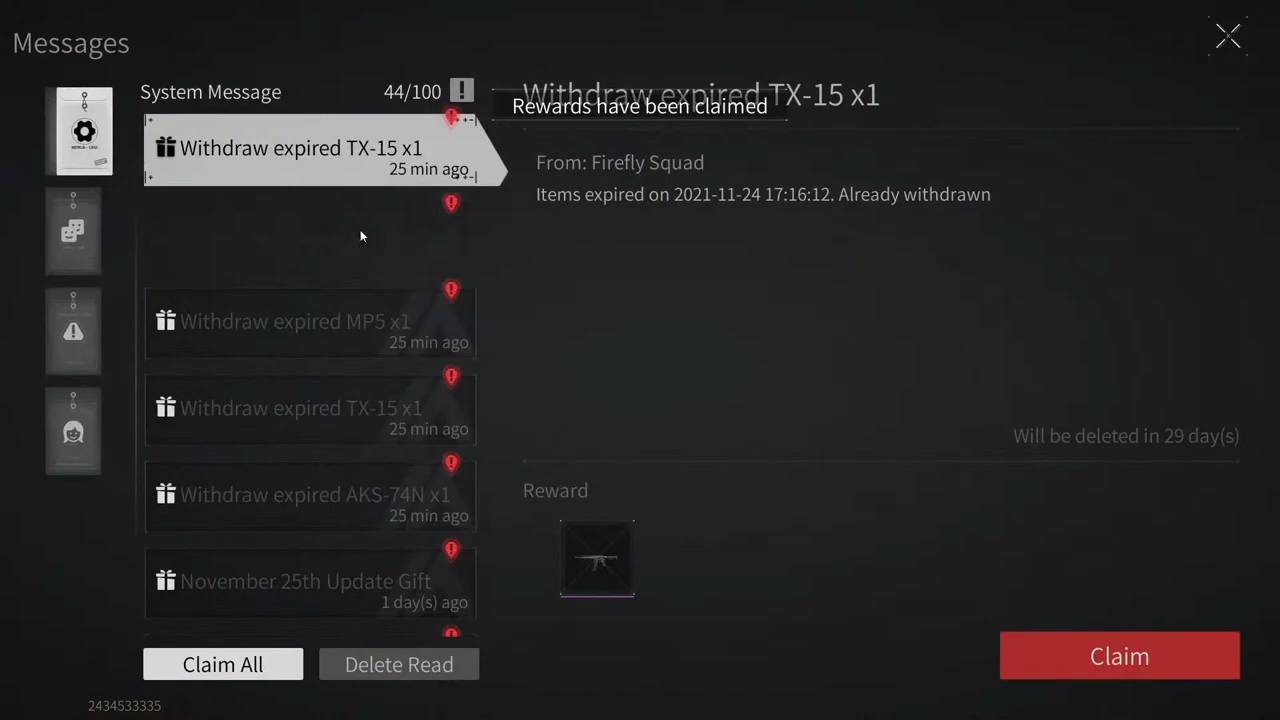 Messages
System Message 44/100
Withdraw expired TX-15 x1
25 min ago
Withdraw expired MP5 x1
25 min ago
Withdraw expired TX-15 x1
25 min ago
Withdraw expired AKS-74N x1
25 min ago
November 25th Update Gift
1 day(s) ago
Claim All
Delete Read
2434533335
Withdraw expired TX-15 x1
Rewards have been claimed
From: Firefly Squad
Items expired on 2021-11-24 17:16:12. Already withdrawn
Will be deleted in 29 day(s)
Reward
Claim